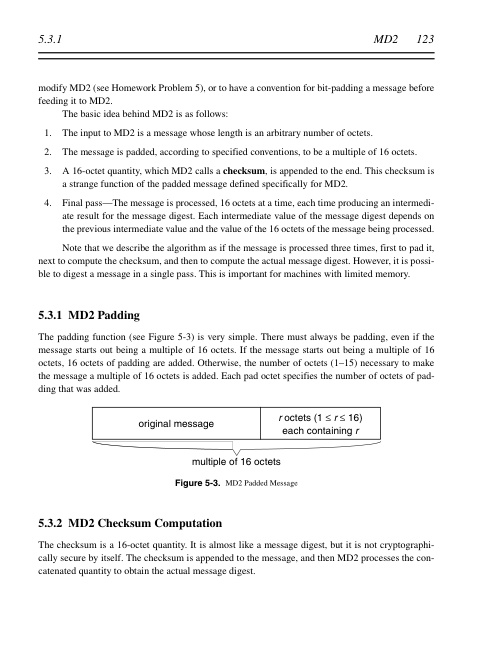 5.3.1 MD2 123
modify MD2 (see Homework Problem 5), or to have a convention for bit-padding a message before
feeding it to MD2.
The basic idea behind MD2 is as follows:
1. The input to MD2 is a message whose length is an arbitrary number of octets.
2. The message is padded, according to specified conventions, to be a multiple of 16 octets.
3. A 16-octet quantity, which MD2 calls a checksum, is appended to the end. This checksum is
a strange function of the padded message defined specifically for MD2.
4. Final pass—The message is processed, 16 octets at a time, each time producing an intermedi-
ate result for the message digest. Each intermediate value of the message digest depends on
the previous intermediate value and the value of the 16 octets of the message being processed.
Note that we describe the algorithm as if the message is processed three times, first to pad it,
next to compute the checksum, and then to compute the actual message digest. However, it is possi-
ble to digest a message in a single pass. This is important for machines with limited memory.
5.3.1 MD2 Padding
The padding function (see Figure 5-3) is very simple. There must always be padding, even if the
message starts out being a multiple of 16 octets. If the message starts out being a multiple of 16
octets, 16 octets of padding are added. Otherwise, the number of octets (1–15) necessary to make
the message a multiple of 16 octets is added. Each pad octet specifies the number of octets of pad-
ding that was added.
original message
r octets (1 ≤ r ≤ 16)
each containing r
multiple of 16 octets
Figure 5-3. MD2 Padded Message
5.3.2 MD2 Checksum Computation
The checksum is a 16-octet quantity. It is almost like a message digest, but it is not cryptographi-
cally secure by itself. The checksum is appended to the message, and then MD2 processes the con-
catenated quantity to obtain the actual message digest.